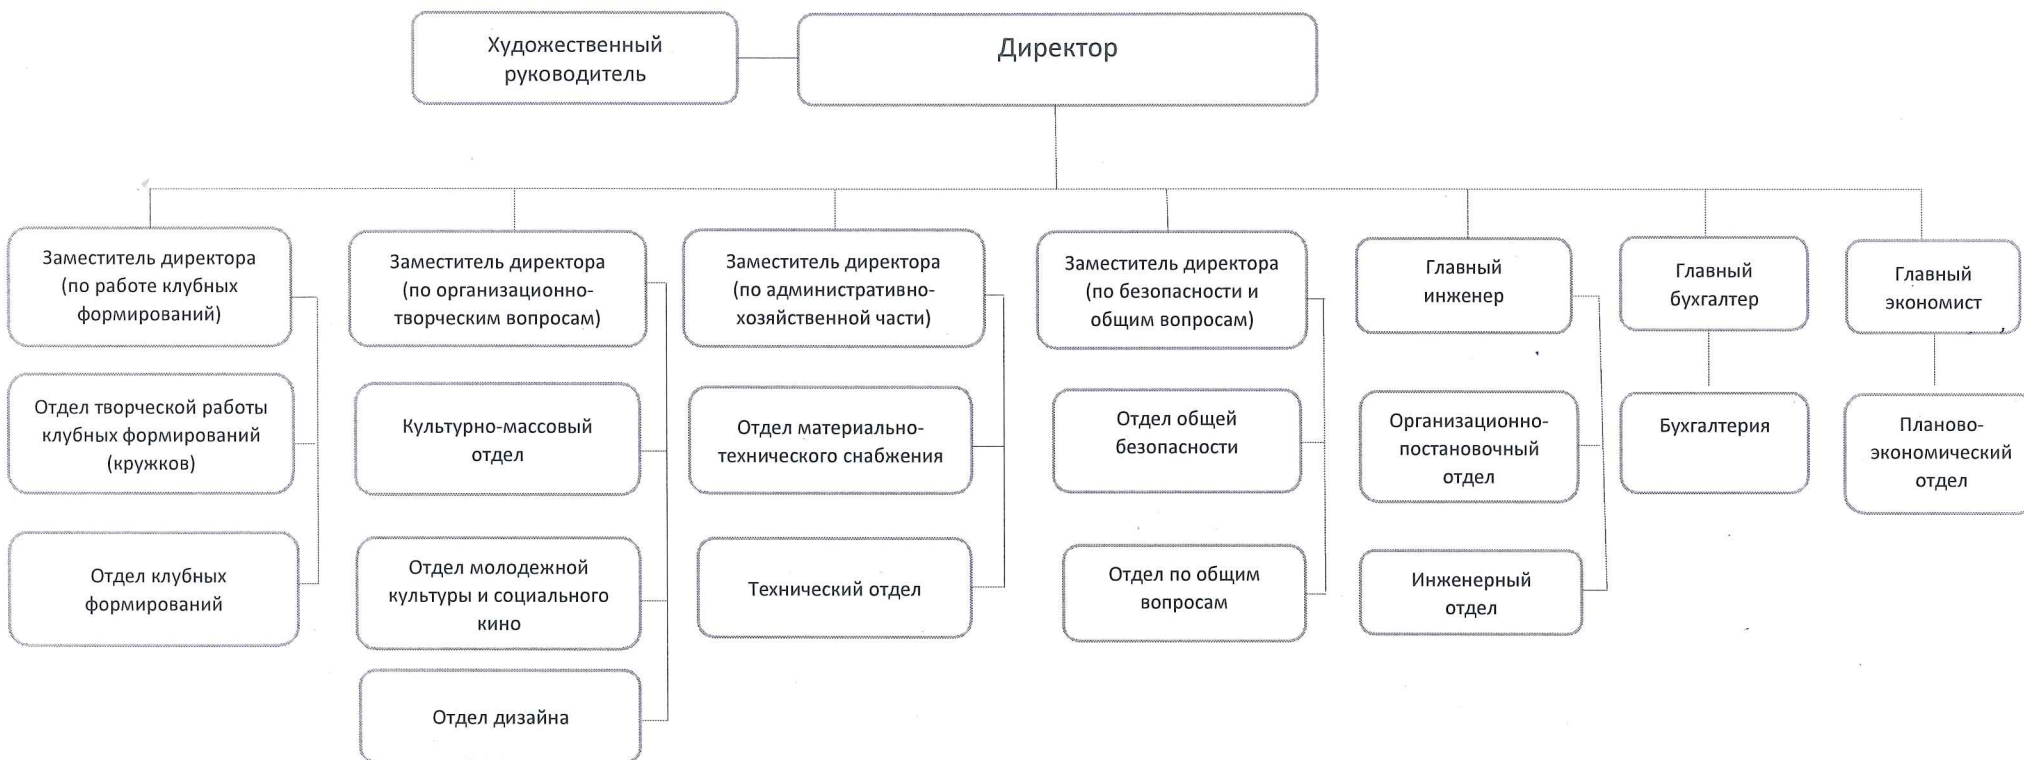 Художественный
руководитель
Директор
Заместитель директора
(по работе клубных
формирований)
Заместитель директора
(по организационно-
творческим вопросам)
Заместитель директора
(по административно-
хозяйственной части)
Заместитель директора
(по безопасности и
общим вопросам)
Главный
инженер
Главный
бухгалтер
Главный
экономист
Отдел творческой работы
клубных формирований
(кружков)
Культурно-массовый
отдел
Отдел материально-
технического снабжения
Отдел общей
безопасности
Организационно-
постановочный
отдел
Бухгалтерия
Планово-
экономический
отдел
Отдел клубных
формирований
Отдел молодежной
культуры и социального
кино
Технический отдел
Отдел по общим
вопросам
Инженерный
отдел
Отдел дизайна